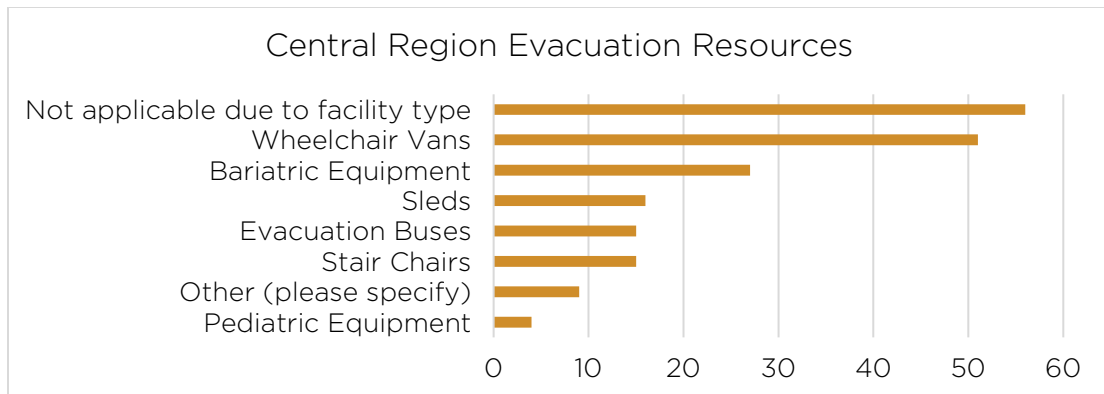 Central Region Evacuation Resources
Not applicable due to facility type
Wheelchair Vans
Bariatric Equipment
Sleds
Evacuation Buses
Stair Chairs
Other (please specify)
Pediatric Equipment
0 10 20 30 40 50 60